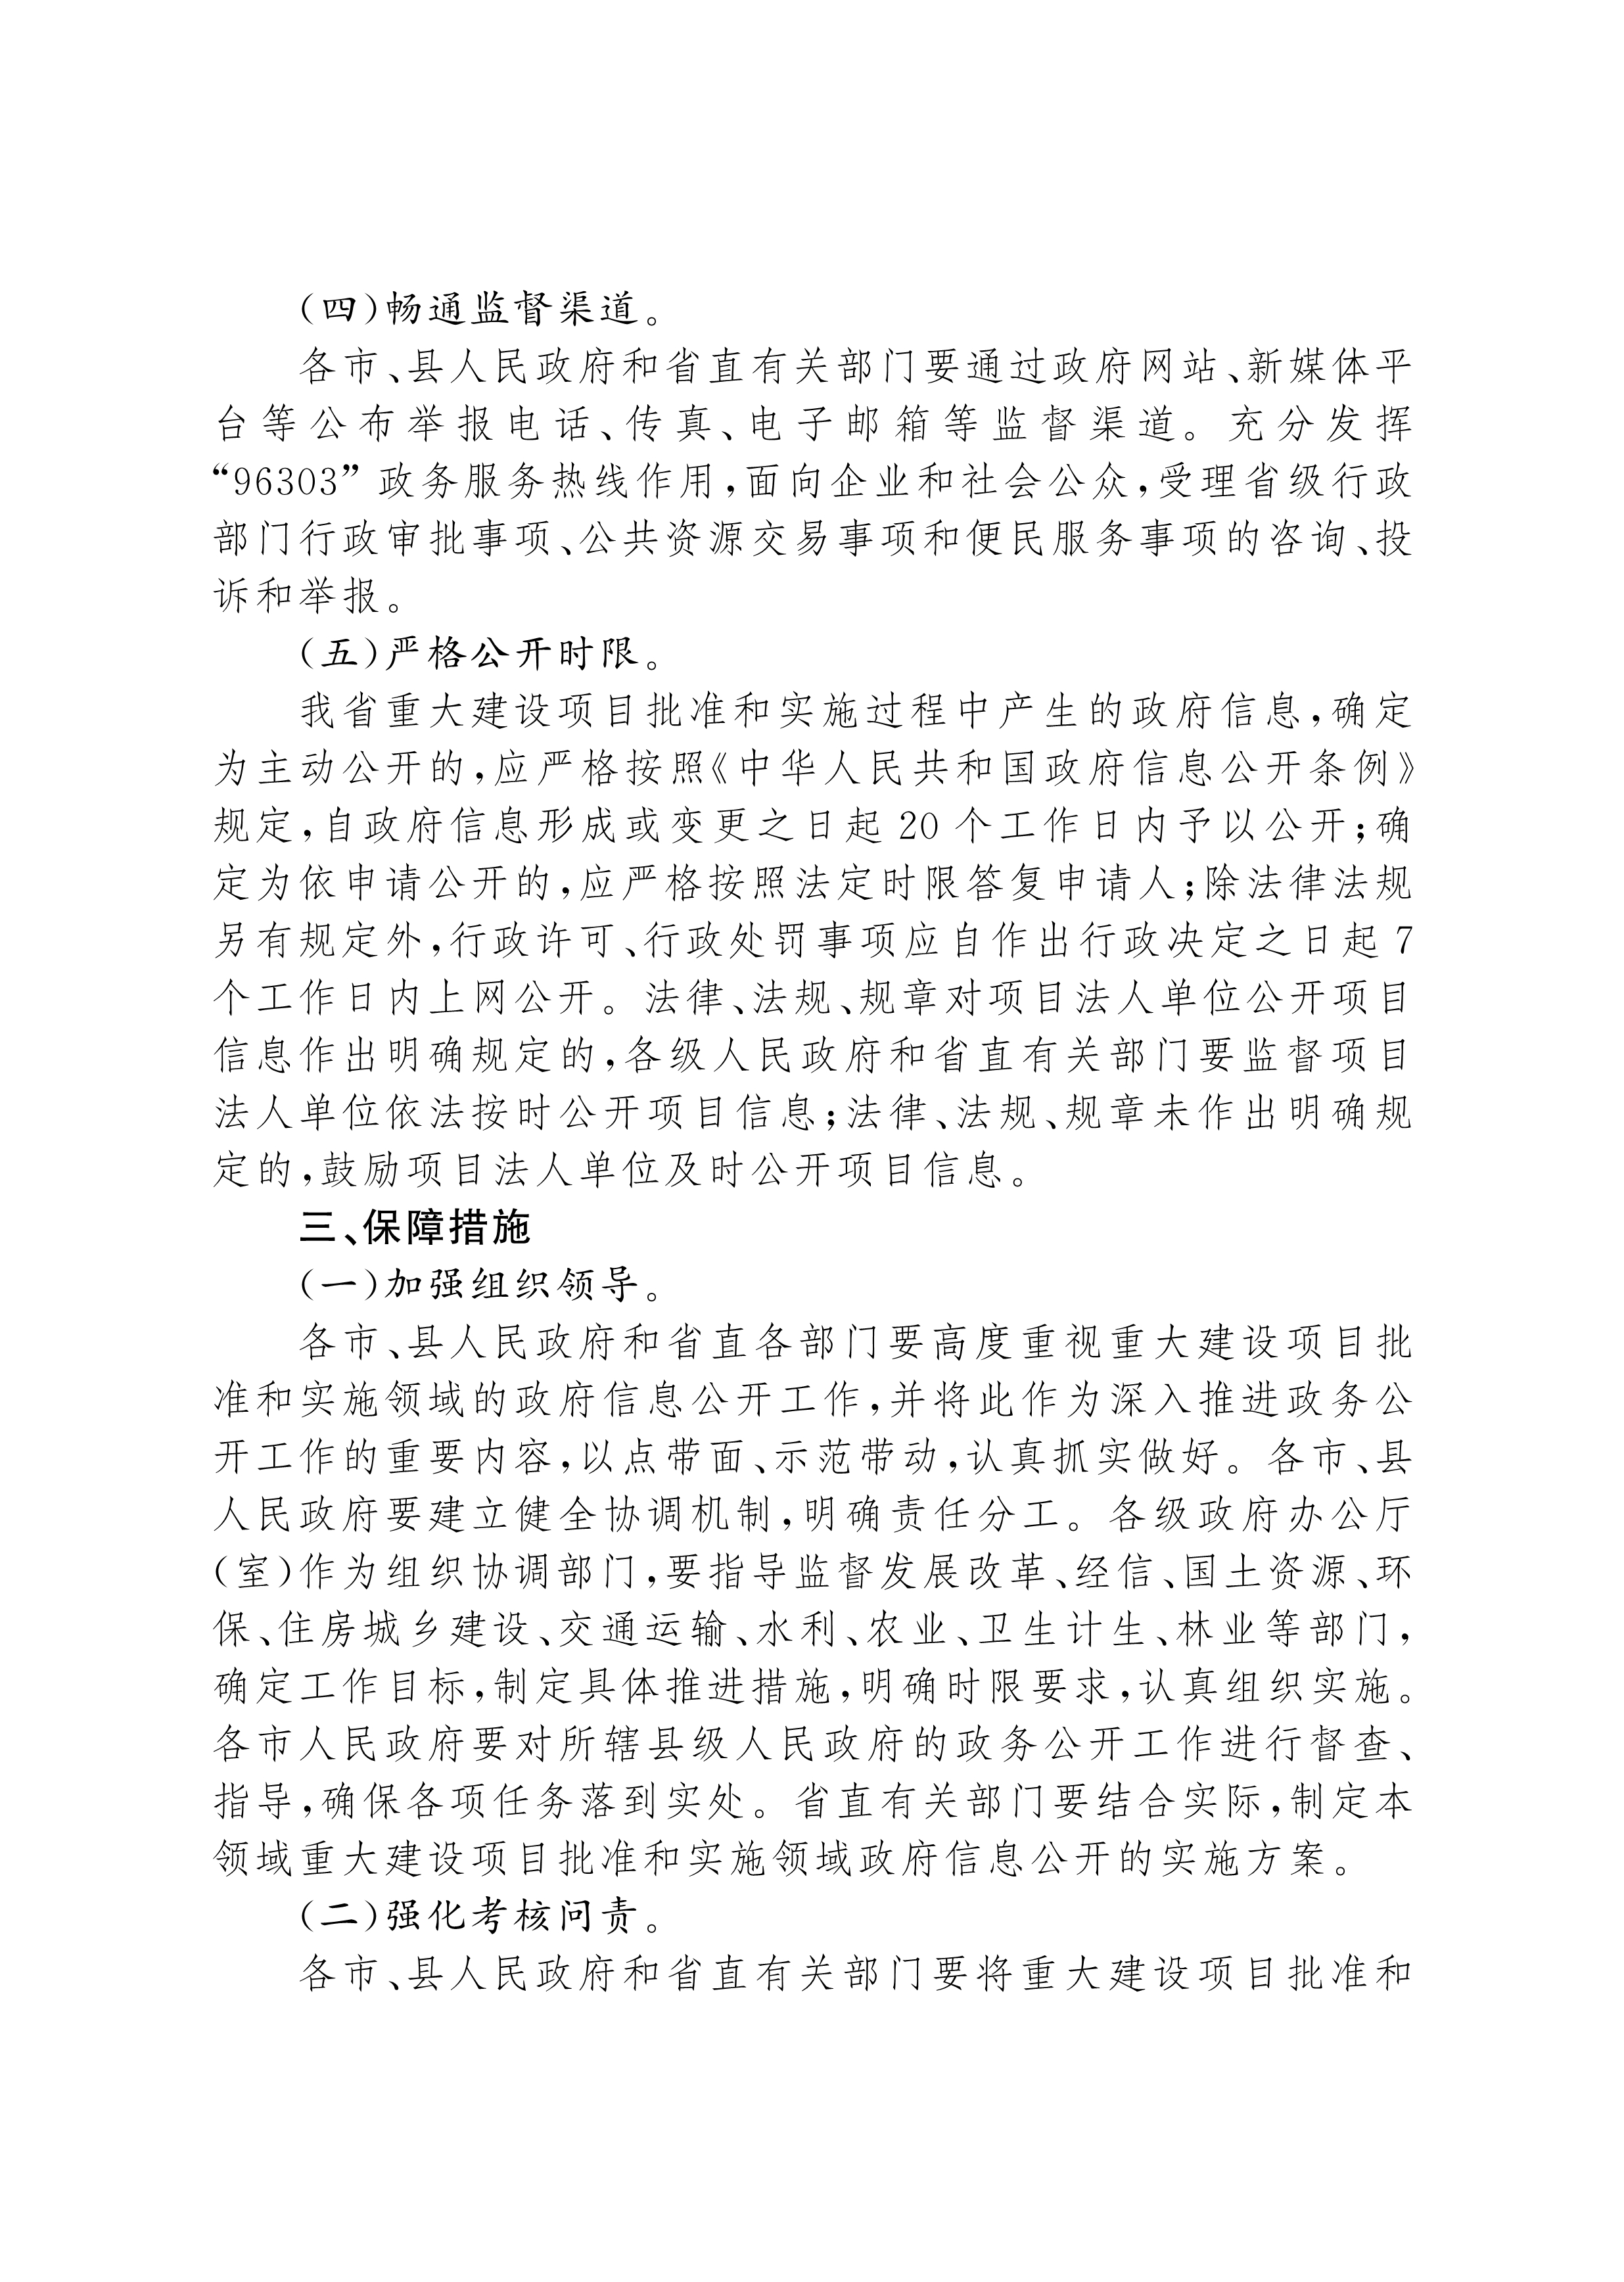 (四)畅通监督渠道。
各市、县人民政府和省直有关部门要通过政府网站、新媒体平
台等公布举报电话、传真、电子邮箱等监督渠道。充分发挥
“96303”政务服务热线作用,面向企业和社会公众,受理省级行政
部门行政审批事项、公共资源交易事项和便民服务事项的咨询、投
诉和举报。
(五)严格公开时限。
我省重大建设项目批准和实施过程中产生的政府信息,确定
为主动公开的,应严格按照《中华人民共和国政府信息公开条例》
规定,自政府信息形成或变更之日起20个工作日内予以公开;确
定为依申请公开的,应严格按照法定时限答复申请人;除法律法规
另有规定外,行政许可、行政处罚事项应自作出行政决定之日起7
个工作日内上网公开。法律、法规、规章对项目法人单位公开项目
信息作出明确规定的,各级人民政府和省直有关部门要监督项目
法人单位依法按时公开项目信息;法律、法规、规章未作出明确规
定的,鼓励项目法人单位及时公开项目信息。
三、保障措施
(一)加强组织领导。
各市、县人民政府和省直各部门要高度重视重大建设项目批
准和实施领域的政府信息公开工作,并将此作为深入推进政务公
开工作的重要内容,以点带面、示范带动,认真抓实做好。各市、县
人民政府要建立健全协调机制,明确责任分工。各级政府办公厅
(室)作为组织协调部门,要指导监督发展改革、经信、国土资源、环
保、住房城乡建设、交通运输、水利、农业、卫生计生、林业等部门,
确定工作目标,制定具体推进措施,明确时限要求,认真组织实施。
各市人民政府要对所辖县级人民政府的政务公开工作进行督查、
指导,确保各项任务落到实处。省直有关部门要结合实际,制定本
领域重大建设项目批准和实施领域政府信息公开的实施方案。
(二)强化考核问责。
各市、县人民政府和省直有关部门要将重大建设项目批准和